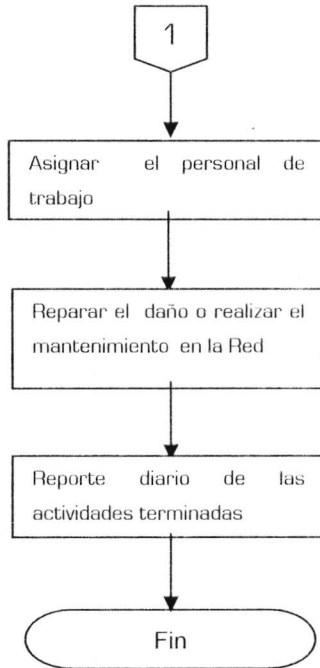 1
Asignar el personal de
trabajo
Reparar el daño o realizar el
mantenimiento en la Red
Reporte diario de las
actividades terminadas
Fin